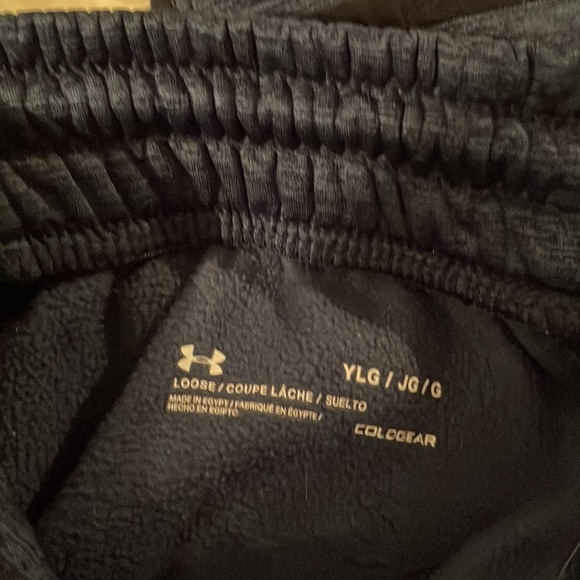 YLG / JG / G
LOOSE / COUPE LÂCHE / SUELTO
MADE IN EGYPT / FABRIQUÉ EN ÉGYPTE /
HECHO EN EGIPTO
COLDGEAR